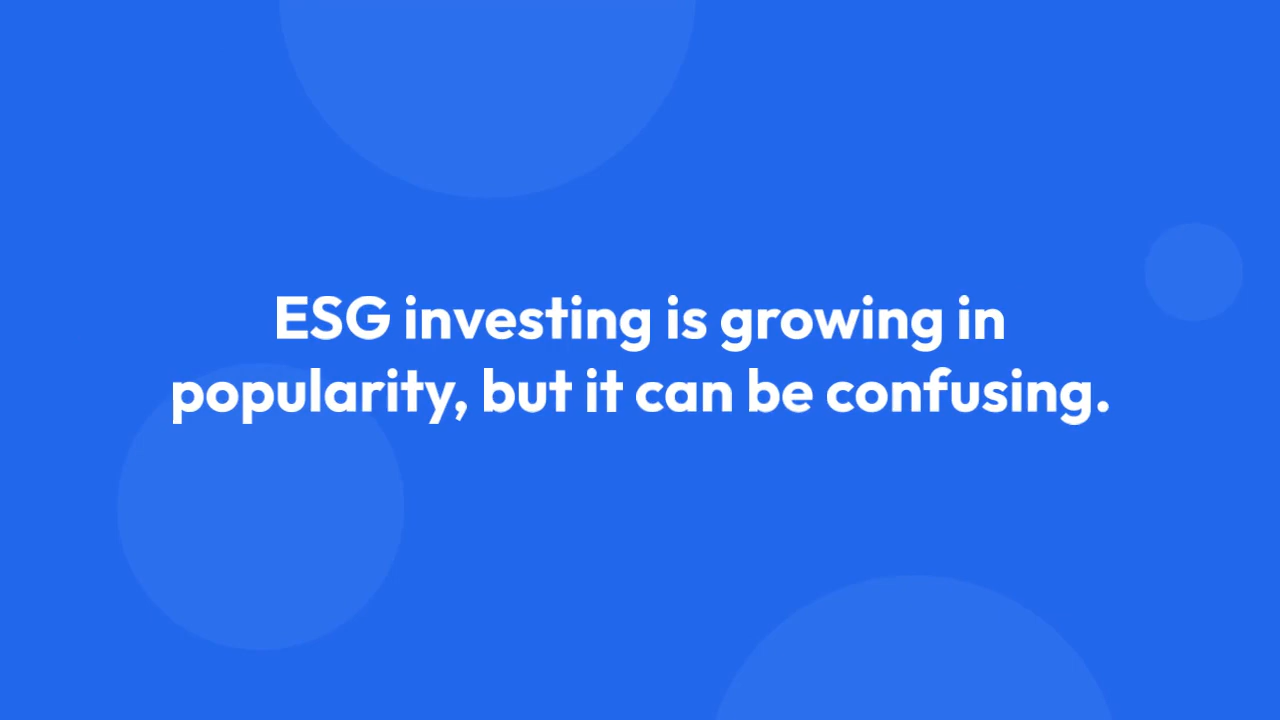 ESG investing is growing in
popularity, but it can be confusing.